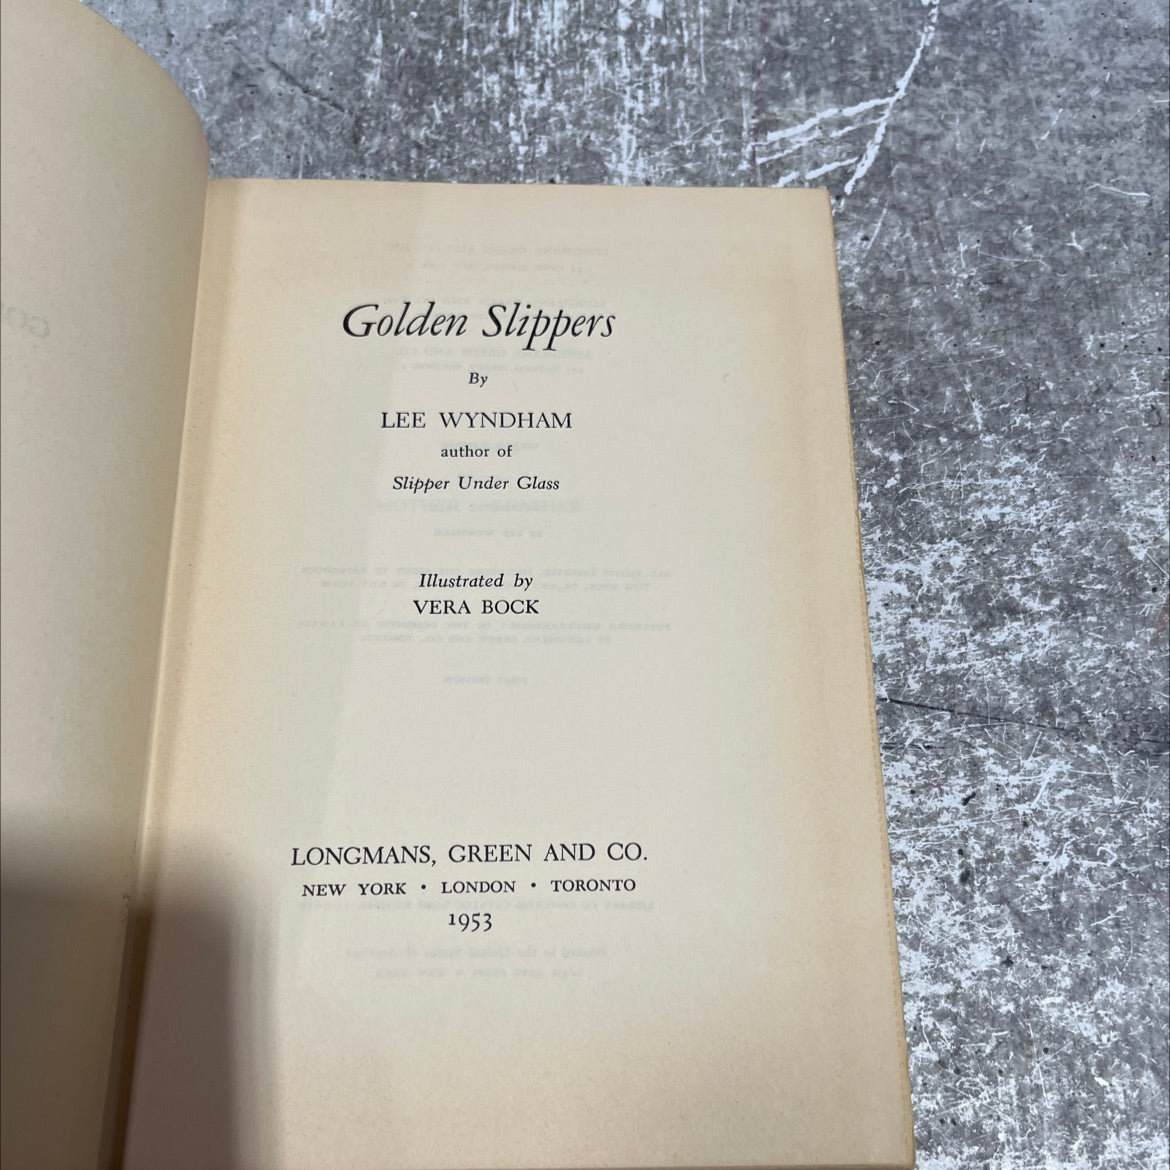 Golden Slippers
By
LEE WYNDHAM
author of
Slipper Under Glass
Illustrated by
VERA BOCK
LONGMANS, GREEN AND CO.
NEW YORK • LONDON • TORONTO
1953